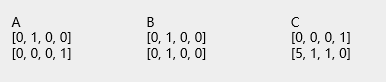 A B C
[0, 1, 0, 0] [0, 1, 0, 0] [0, 0, 0, 1]
[0, 0, 0, 1] [0, 1, 0, 0] [5, 1, 1, 0]